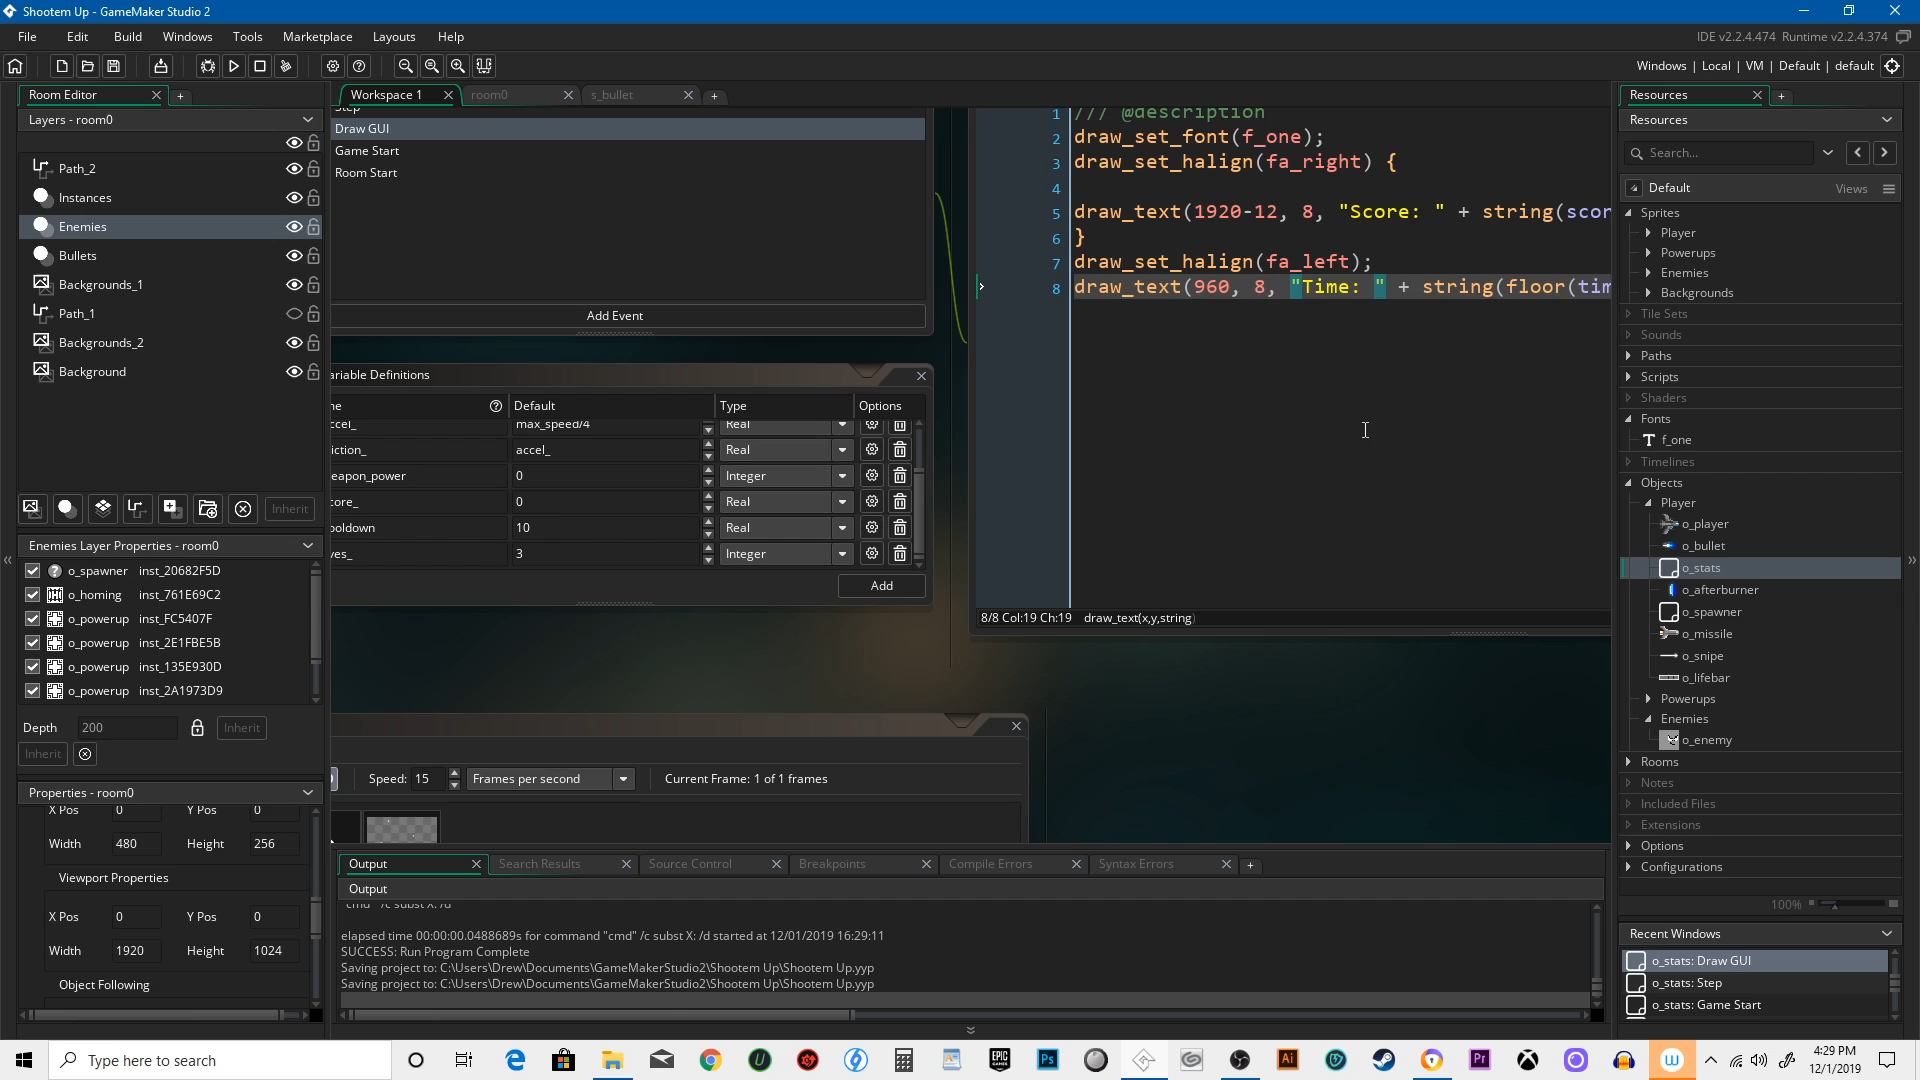 Shootem Up - GameMaker Studio 2
File Edit Build Windows Tools Marketplace Layouts Help
IDE v2.2.4.474 Runtime v2.2.4.374
Windows | Local | VM | Default | default
Room Editor
Layers - room0
Path_2
Instances
Enemies
Bullets
Backgrounds_1
Path_1
Backgrounds_2
Background
Inherit
Enemies Layer Properties - room0
o_spawner inst_20682F5D
o_homing inst_761E69C2
o_powerup inst_FC5407F
o_powerup inst_2E1FBE5B
o_powerup inst_135E930D
o_powerup inst_2A1973D9
Depth 200 Inherit
Inherit
Properties - room0
X Pos 0 Y Pos 0
Width 480 Height 256
Viewport Properties
X Pos 0 Y Pos 0
Width 1920 Height 1024
Object Following
Workspace 1 room0 s_bullet
Step
Draw GUI
Game Start
Room Start
Add Event
ariable Definitions
me Default Type Options
ccel_ max_speed/4 Real
iction_ accel_ Real
eapon_power 0 Integer
core_ 0 Real
ooldown 10 Real
ves_ 3 Integer
Add
1 /// @description
2 draw_set_font(f_one);
3 draw_set_halign(fa_right) {
4
5 draw_text(1920-12, 8, "Score: " + string(scor
6 }
7 draw_set_halign(fa_left);
8 draw_text(960, 8, "Time: " + string(floor(tim
8/8 Col:19 Ch:19 draw_text(x,y,string)
Speed: 15 Frames per second Current Frame: 1 of 1 frames
Output Search Results Source Control Breakpoints Compile Errors Syntax Errors
Output
"cmd" /c subst X: /d
elapsed time 00:00:00.0488689s for command "cmd" /c subst X: /d started at 12/01/2019 16:29:11
SUCCESS: Run Program Complete
Saving project to: C:\Users\Drew\Documents\GameMakerStudio2\Shootem Up\Shootem Up.yyp
Saving project to: C:\Users\Drew\Documents\GameMakerStudio2\Shootem Up\Shootem Up.yyp
Resources
Resources
Search...
Default Views
Sprites
Player
Powerups
Enemies
Backgrounds
Tile Sets
Sounds
Paths
Scripts
Shaders
Fonts
f_one
Timelines
Objects
Player
o_player
o_bullet
o_stats
o_afterburner
o_spawner
o_missile
o_snipe
o_lifebar
Powerups
Enemies
o_enemy
Rooms
Notes
Included Files
Extensions
Options
Configurations
100%
Recent Windows
o_stats: Draw GUI
o_stats: Step
o_stats: Game Start
Type here to search
4:29 PM
12/1/2019